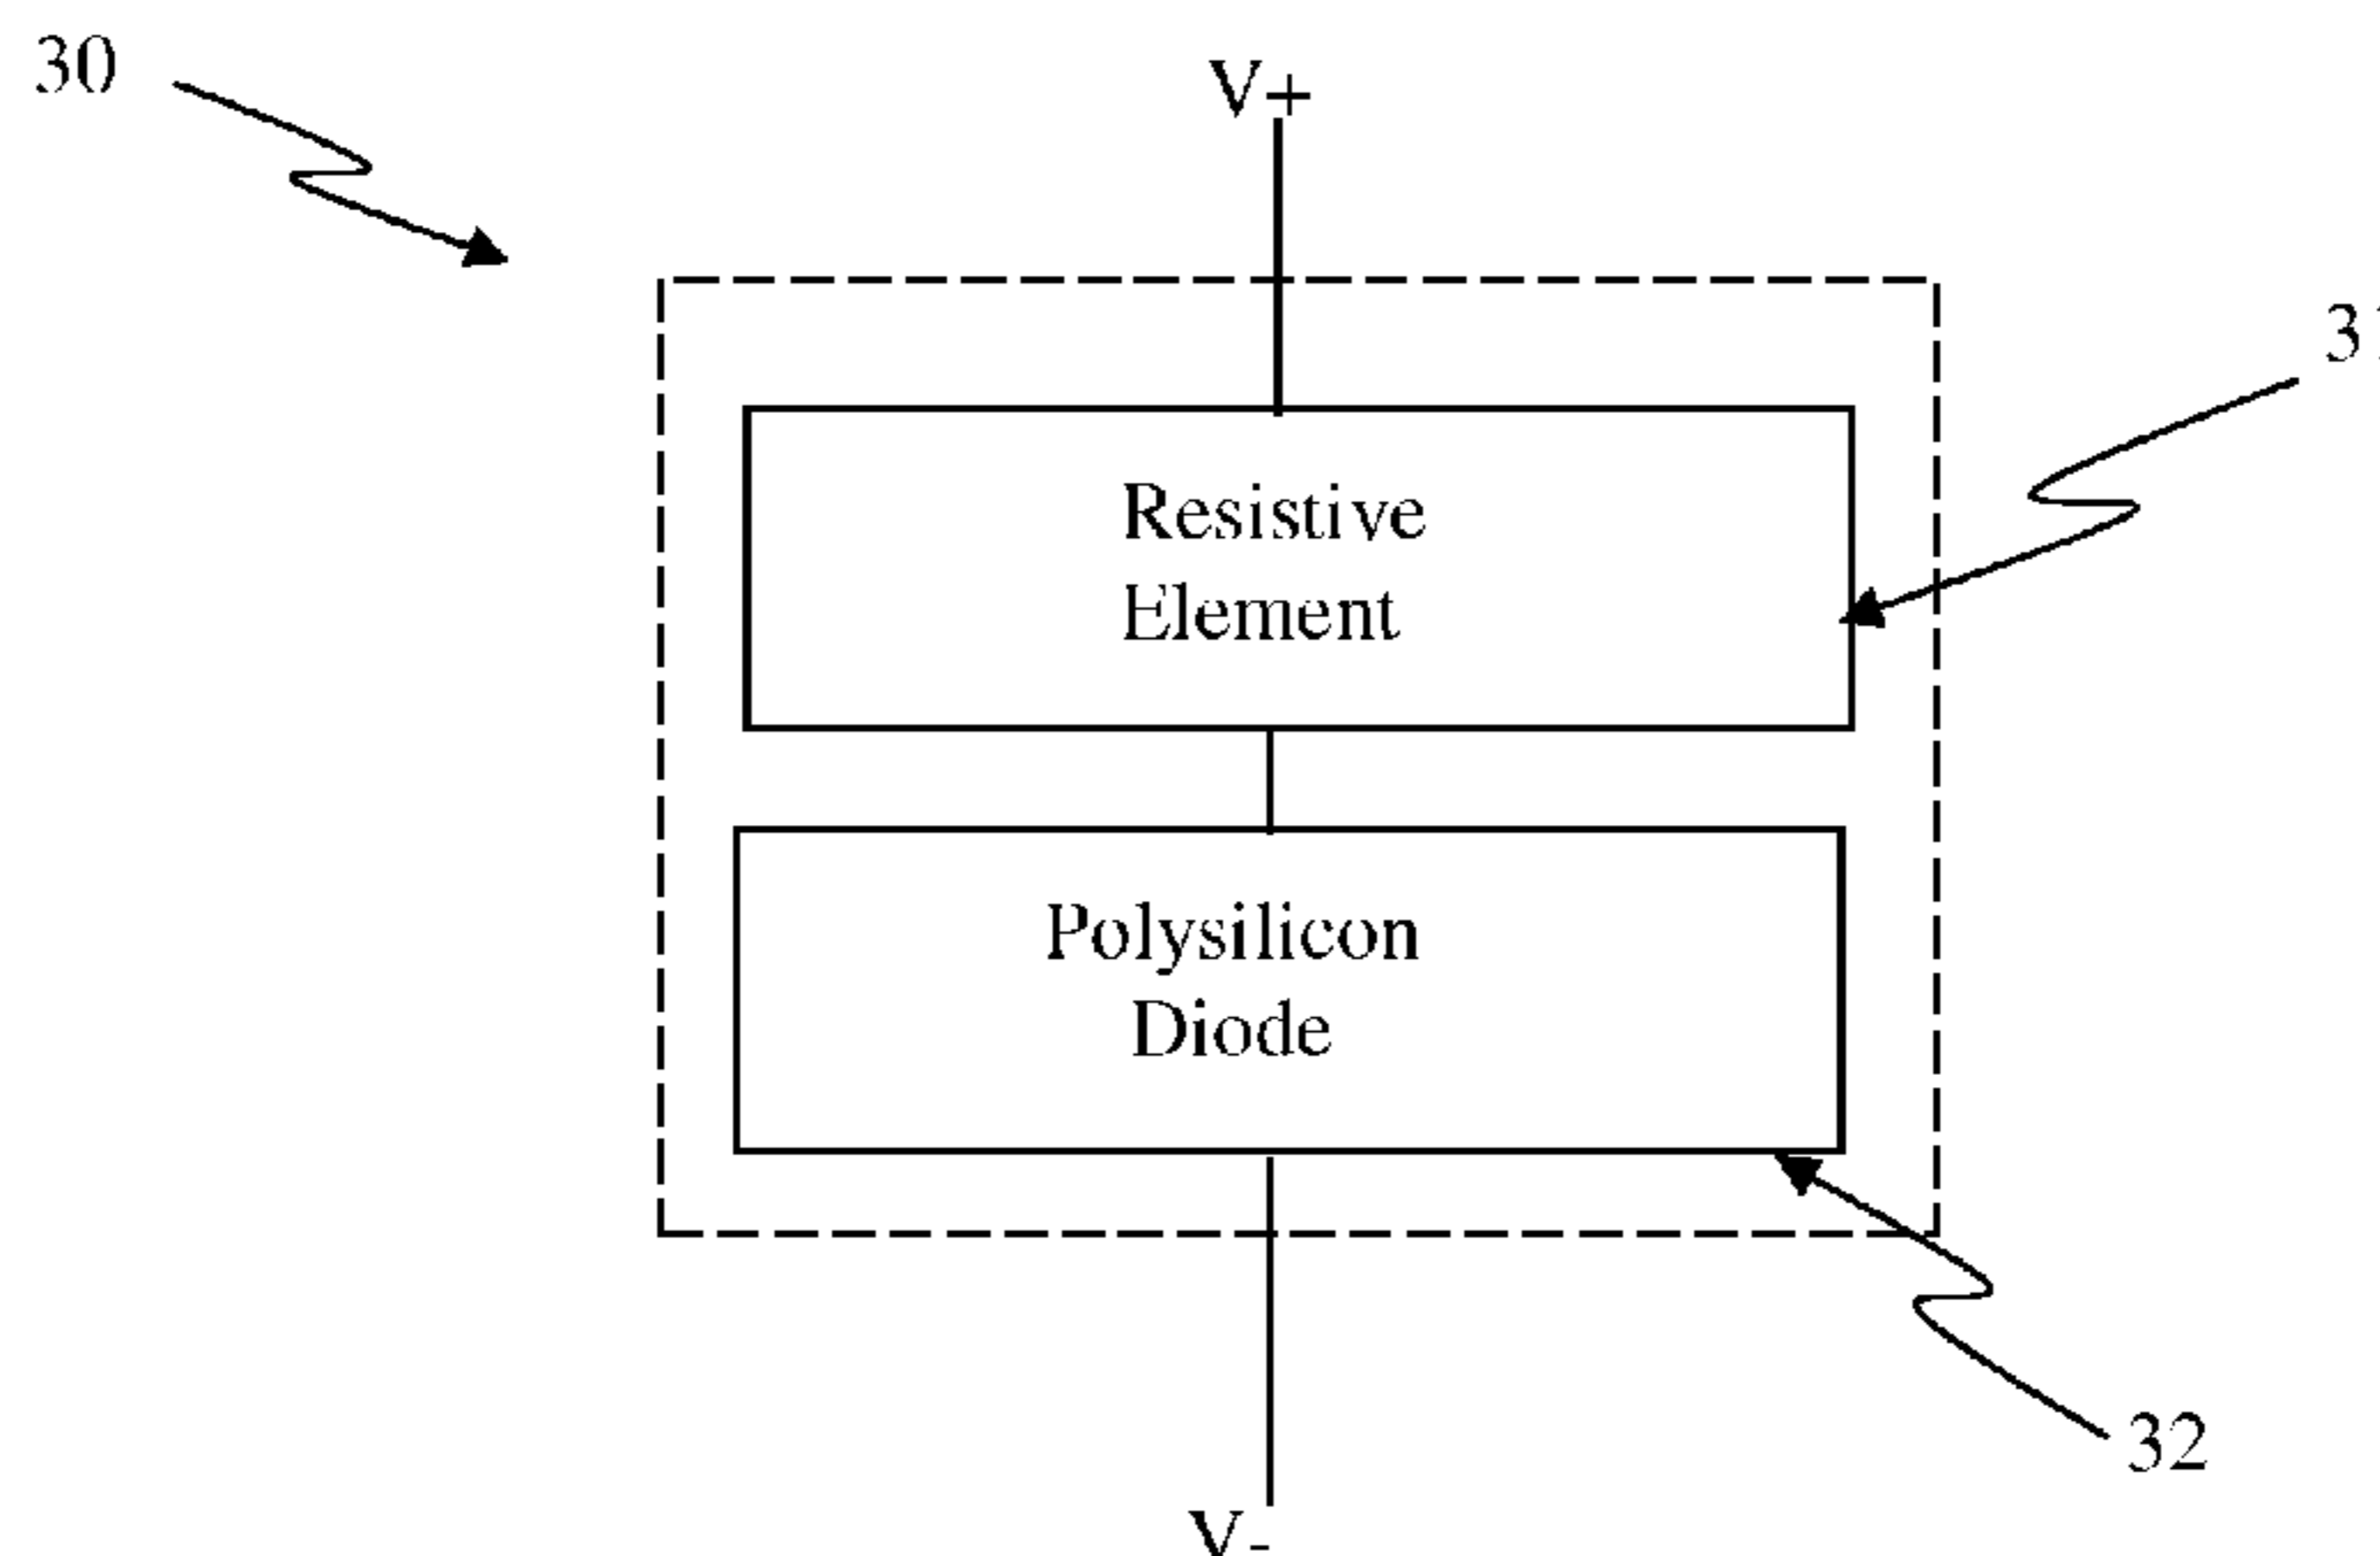 30
V+
31
Resistive
Element
Polysilicon
Diode
32
V-